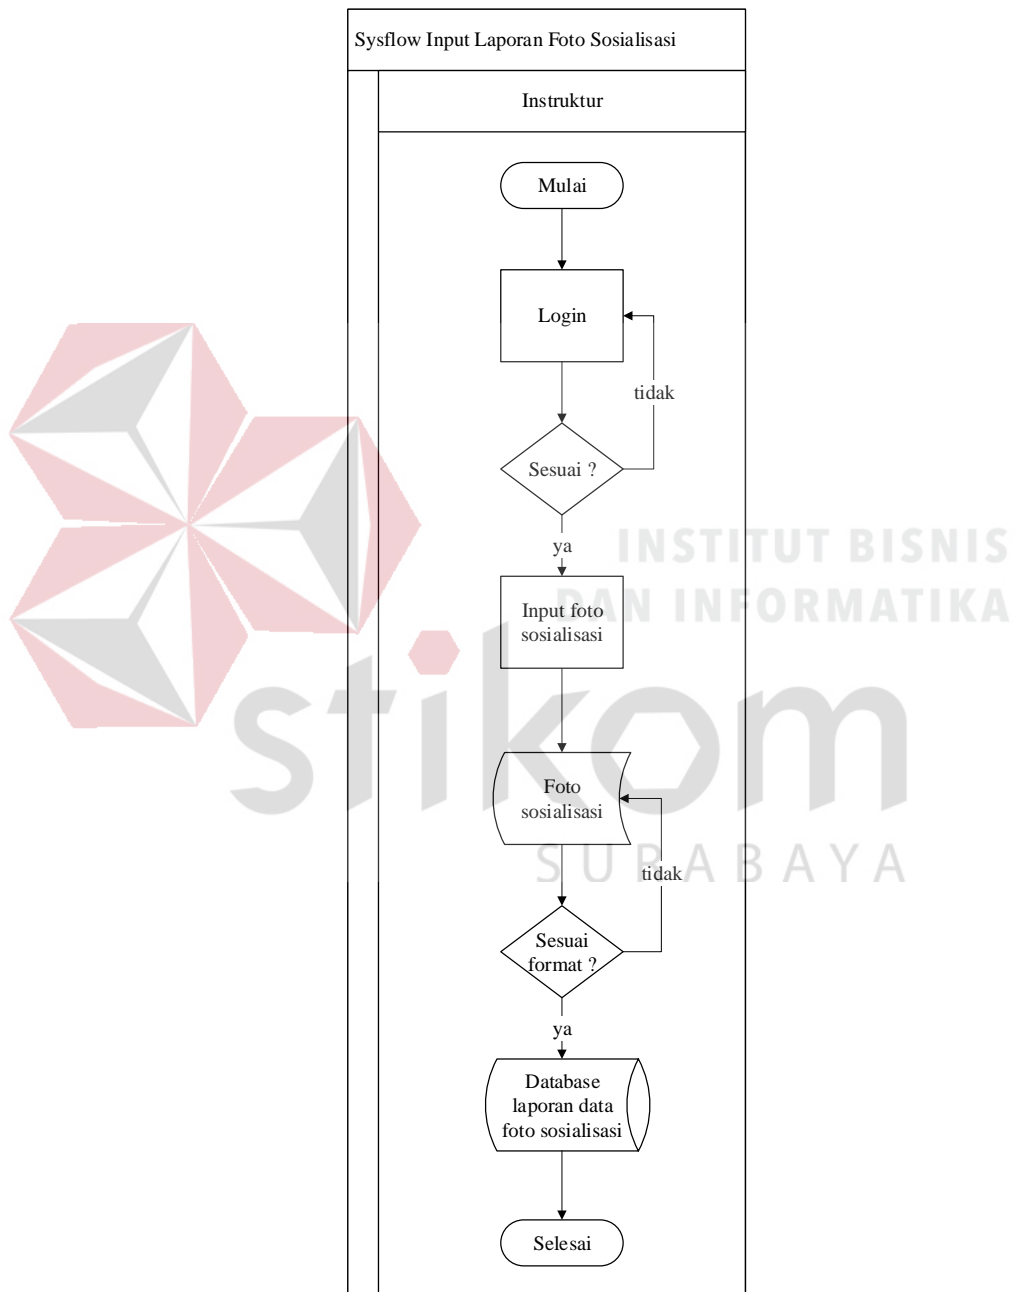 Sysflow Input Laporan Foto Sosialisasi
Instruktur
Mulai
Login
tidak
Sesuai ?
ya
INSTITUT BISNIS
DAN INFORMATIKA
Input foto
sosialisasi
stikom
Foto
sosialisasi
SURABAYA
tidak
Sesuai
format ?
ya
Database
laporan data
foto sosialisasi
Selesai